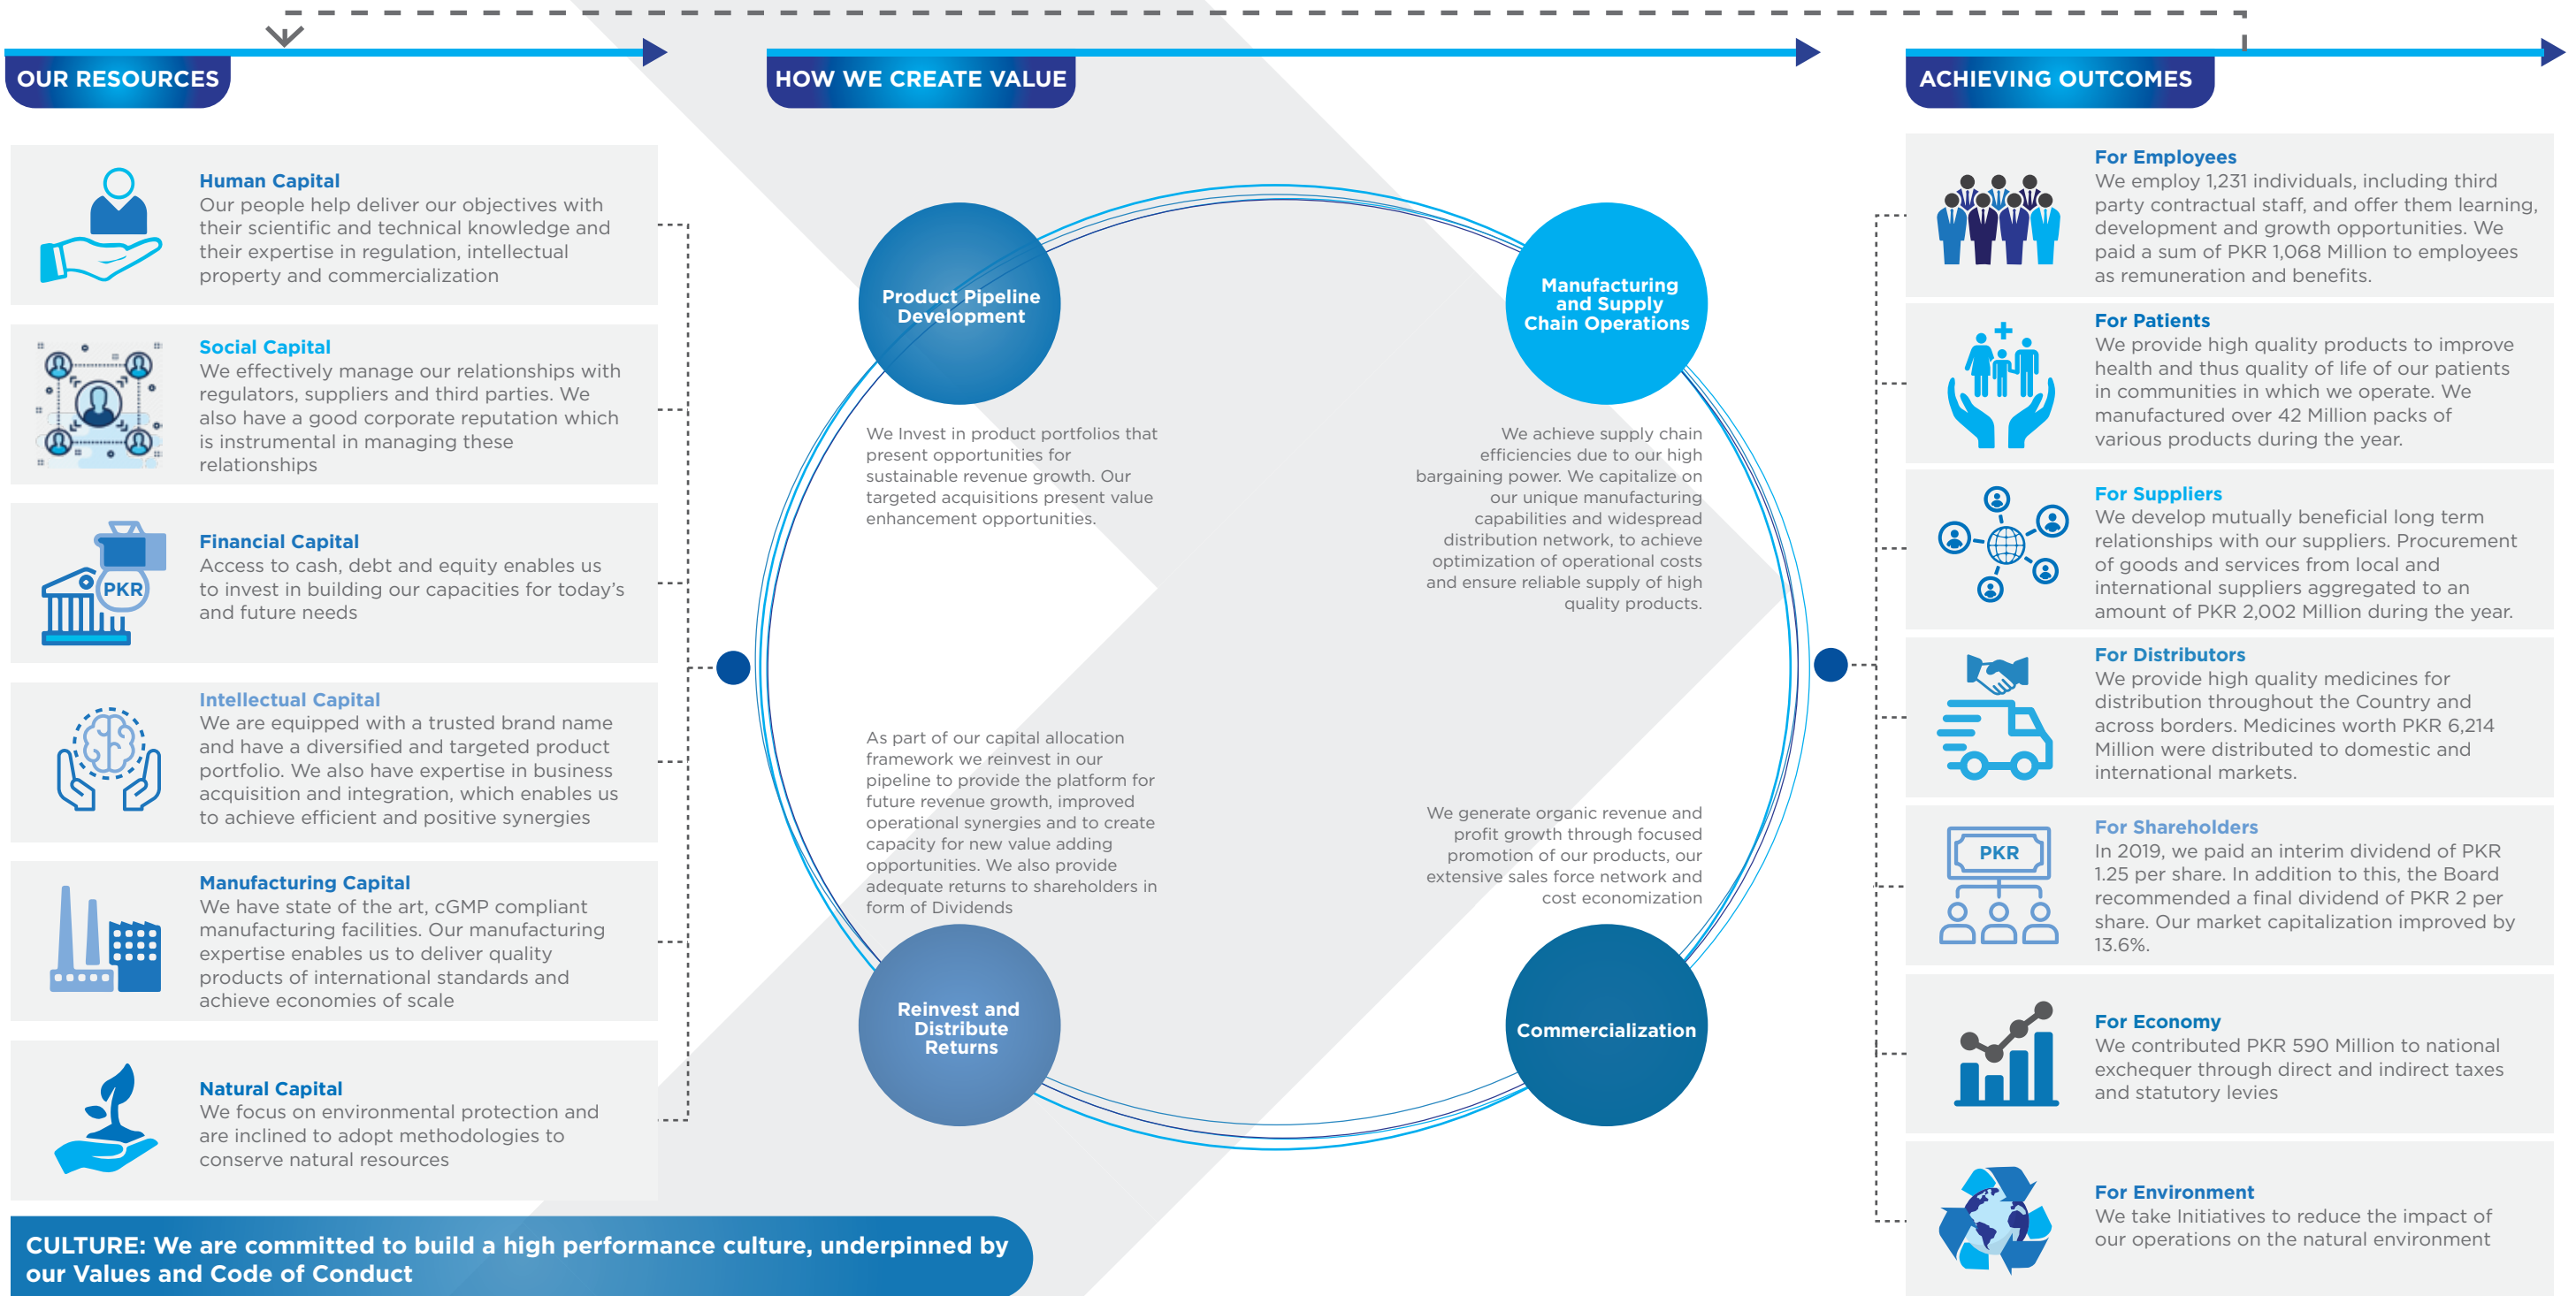 OUR RESOURCES
Human Capital
Our people help deliver our objectives with
their scientific and technical knowledge and
their expertise in regulation, intellectual
property and commercialization
Social Capital
We effectively manage our relationships with
regulators, suppliers and third parties. We
also have a good corporate reputation which
is instrumental in managing these
relationships
PKR
Financial Capital
Access to cash, debt and equity enables us
to invest in building our capacities for today's
and future needs
Intellectual Capital
We are equipped with a trusted brand name
and have a diversified and targeted product
portfolio. We also have expertise in business
acquisition and integration, which enables us
to achieve efficient and positive synergies
Manufacturing Capital
We have state of the art, cGMP compliant
manufacturing facilities. Our manufacturing
expertise enables us to deliver quality
products of international standards and
achieve economies of scale
Natural Capital
We focus on environmental protection and
are inclined to adopt methodologies to
conserve natural resources
CULTURE: We are committed to build a high performance culture, underpinned by
our Values and Code of Conduct
HOW WE CREATE VALUE
Product Pipeline
Development
We Invest in product portfolios that
present opportunities for
sustainable revenue growth. Our
targeted acquisitions present value
enhancement opportunities.
Manufacturing
and Supply
Chain Operations
We achieve supply chain
efficiencies due to our high
bargaining power. We capitalize on
our unique manufacturing
capabilities and widespread
distribution network, to achieve
optimization of operational costs
and ensure reliable supply of high
quality products.
As part of our capital allocation
framework we reinvest in our
pipeline to provide the platform for
future revenue growth, improved
operational synergies and to create
capacity for new value adding
opportunities. We also provide
adequate returns to shareholders in
form of Dividends
Reinvest and
Distribute
Returns
We generate organic revenue and
profit growth through focused
promotion of our products, our
extensive sales force network and
cost economization
Commercialization
ACHIEVING OUTCOMES
For Employees
We employ 1,231 individuals, including third
party contractual staff, and offer them learning,
development and growth opportunities. We
paid a sum of PKR 1,068 Million to employees
as remuneration and benefits.
For Patients
We provide high quality products to improve
health and thus quality of life of our patients
in communities in which we operate. We
manufactured over 42 Million packs of
various products during the year.
For Suppliers
We develop mutually beneficial long term
relationships with our suppliers. Procurement
of goods and services from local and
international suppliers aggregated to an
amount of PKR 2,002 Million during the year.
For Distributors
We provide high quality medicines for
distribution throughout the Country and
across borders. Medicines worth PKR 6,214
Million were distributed to domestic and
international markets.
PKR
For Shareholders
In 2019, we paid an interim dividend of PKR
1.25 per share. In addition to this, the Board
recommended a final dividend of PKR 2 per
share. Our market capitalization improved by
13.6%.
For Economy
We contributed PKR 590 Million to national
exchequer through direct and indirect taxes
and statutory levies
For Environment
We take Initiatives to reduce the impact of
our operations on the natural environment